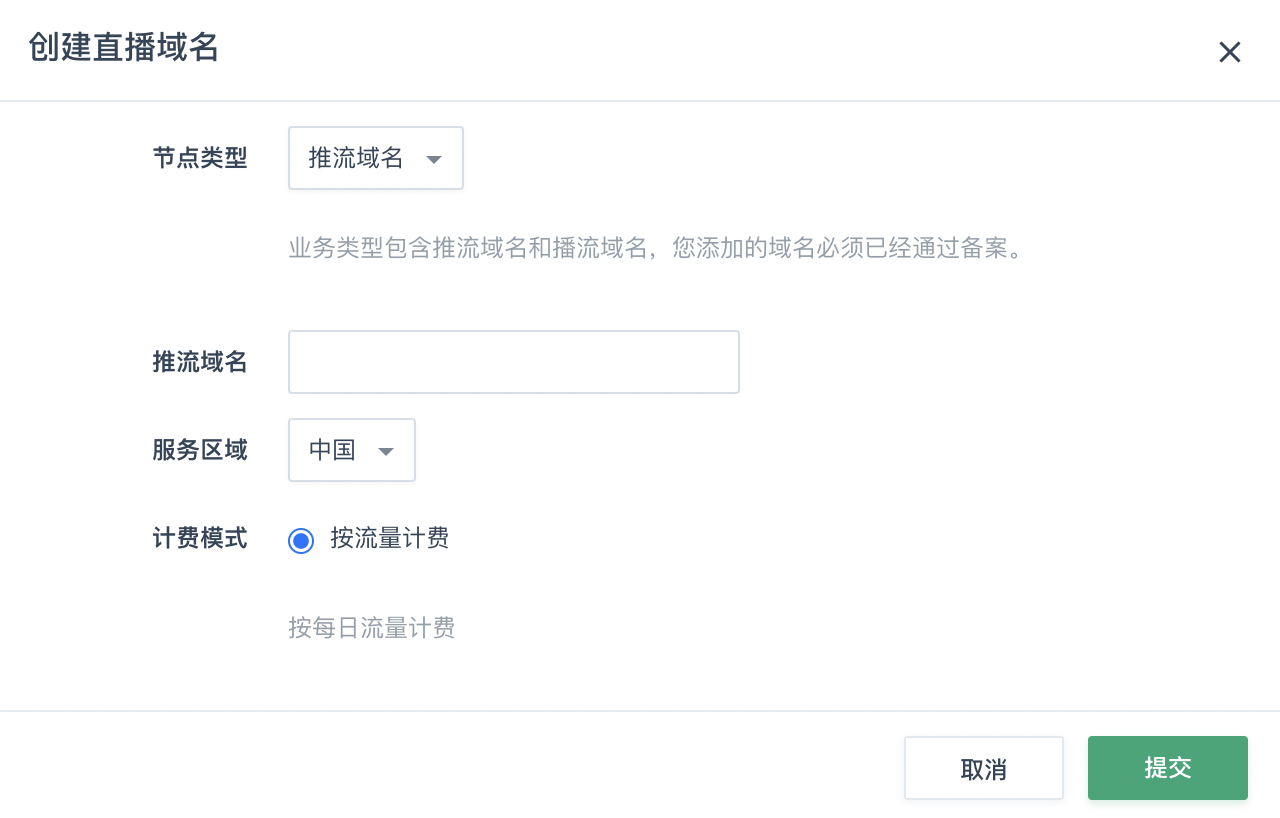 创建直播域名
节点类型 推流域名
业务类型包含推流域名和播流域名，您添加的域名必须已经通过备案。
推流域名
服务区域 中国
计费模式 按流量计费
按每日流量计费
取消 提交